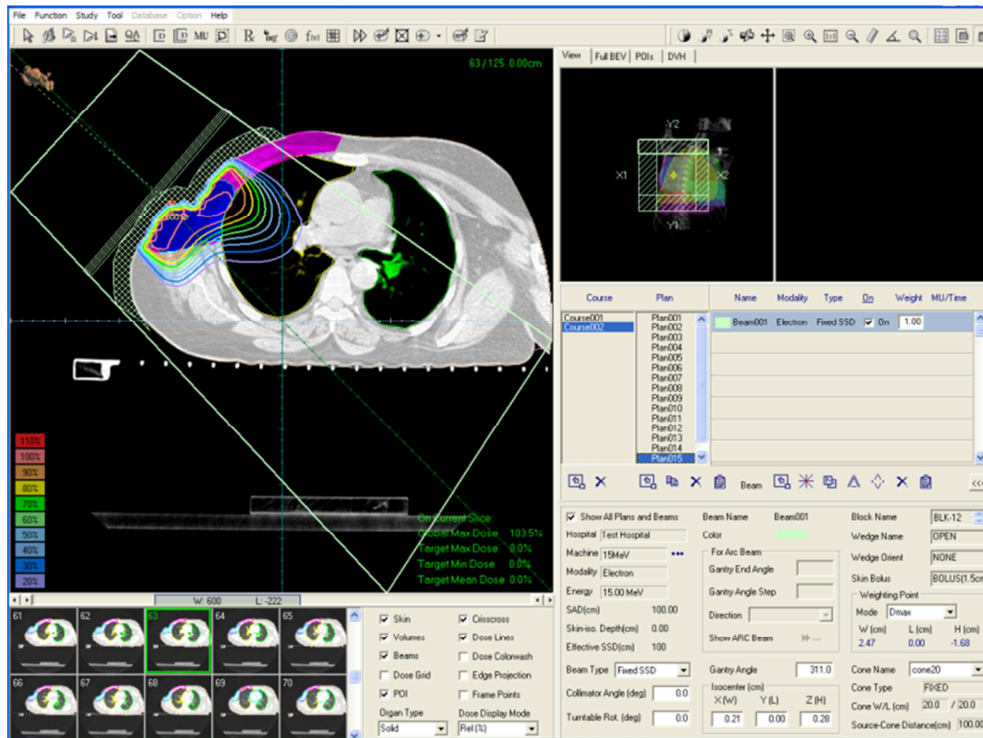 File Function Study Tool Database Option Help
QA MU
63 / 125 0.00cm
View Full BEV POIs DVH
Y2
X1 X2
Course Plan Name Modality Type On Weight MU/Time
Course001 Plan001 Beam001 Electron Fixed SSD On 1.00
Course002 Plan002
Plan003
Plan004
Plan005
Plan006
Plan007
Plan008
Plan009
Plan010
Plan011
Plan012
Plan013
Plan014
Plan015
Beam
110%
100%
90%
80%
70%
60%
50%
40%
30%
20%
On Current Slice:
Global Max Dose 103.5%
Target Max Dose 0.0%
Target Min Dose 0.0%
Target Mean Dose 0.0%
W: 600 L: -222
61 62 63 64 65
66 67 68 69 70
Skin Crisscross
Volumes Dose Lines
Beams Dose Colorwash
Dose Grid Edge Projection
POI Frame Points
Organ Type Dose Display Mode
Solid Rel(%)
Show All Plans and Beams
Hospital Test Hospital
Machine 15MeV
Modality Electron
Energy 15.00 MeV
SAD(cm) 100.00
Skin-iso. Depth(cm) 0.00
Effective SSD(cm) 100
Beam Type Fixed SSD
Collimator Angle (deg) 0.0
Turntable Rot. (deg) 0.0
Beam Name Beam001
Color
For Arc Beam
Gantry End Angle
Gantry Angle Step
Direction
Show ARC Beam
Gantry Angle 311.0
Isocenter (cm)
X (W) Y (L) Z (H)
0.21 0.00 0.28
Block Name BLK-12
Wedge Name OPEN
Wedge Orient NONE
Skin Bolus BOLUS(1.5cm
Weighting Point
Mode Dmax
W (cm) L (cm) H (cm)
2.47 0.00 -1.68
Cone Name cone20
Cone Type FIXED
Cone W/L (cm) 20.0 / 20.0
Source-Cone Distance(cm) 100.00